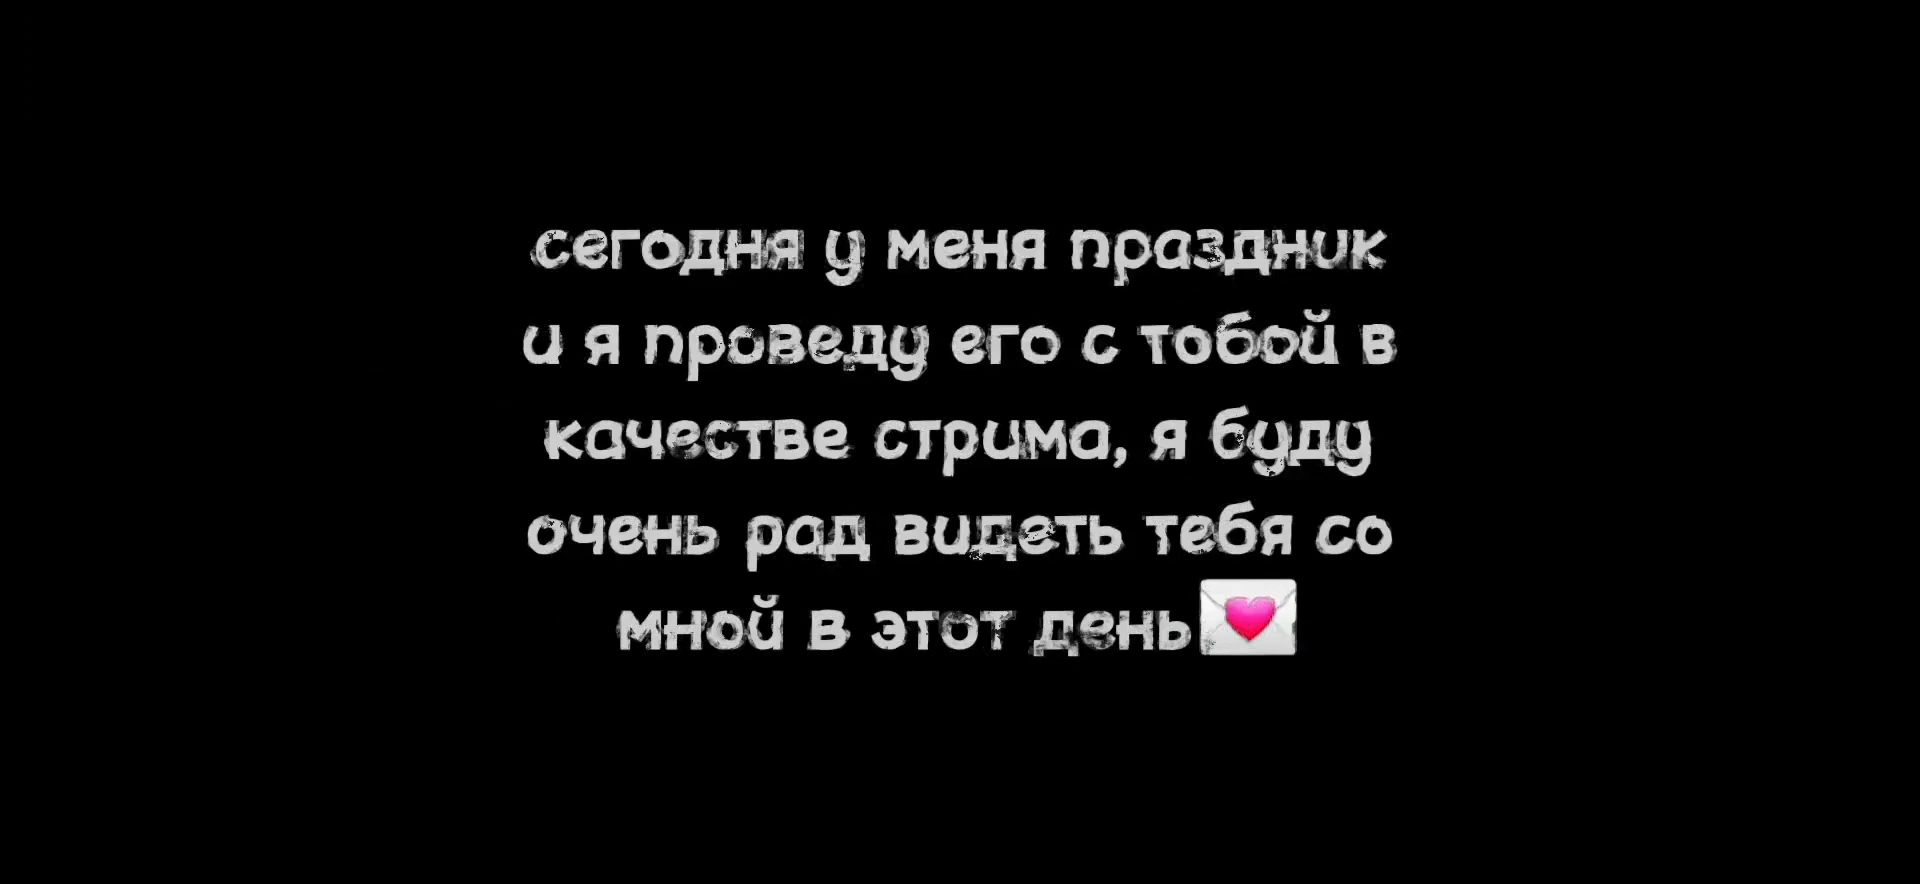 сегодня у меня праздник
и я проведу его с тобой в
качестве стрима, я буду
очень рад видеть тебя со
мной в этот день💌